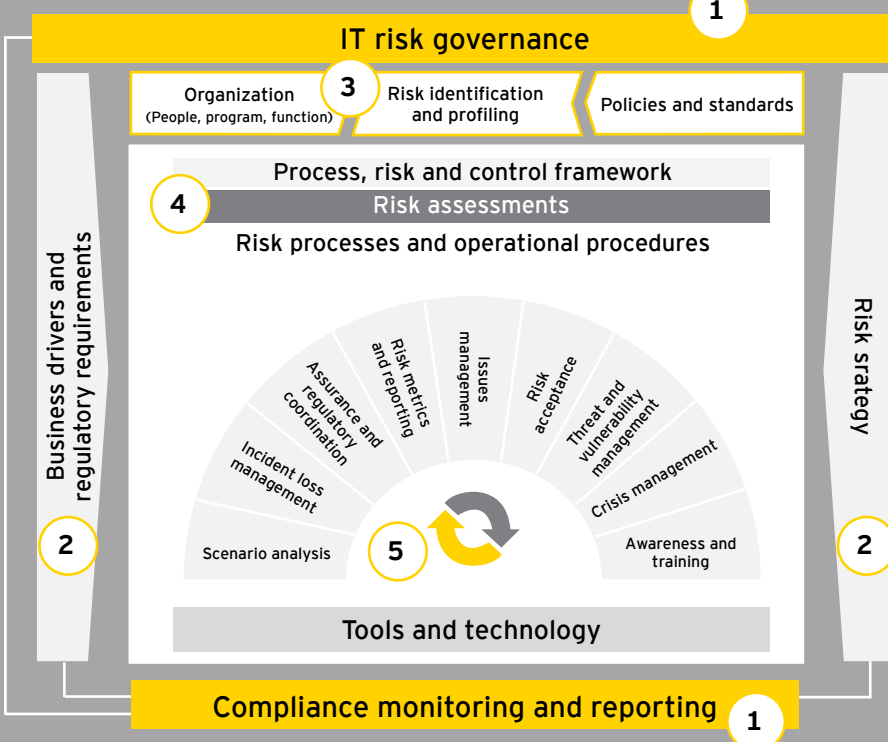 1
IT risk governance
Organization
(People, program, function)
3
Risk identification
and profiling
Policies and standards
Process, risk and control framework
4
Risk assessments
Risk processes and operational procedures
Business drivers and
regulatory requirements
2
Scenario analysis
Incident loss
management
Assurance and
regulatory
coordination
Risk metrics
and reporting
Issues
management
Risk
acceptance
Threat and
vulnerability
management
Crisis management
Awareness and
training
5
Risk srategy
2
Tools and technology
Compliance monitoring and reporting
1